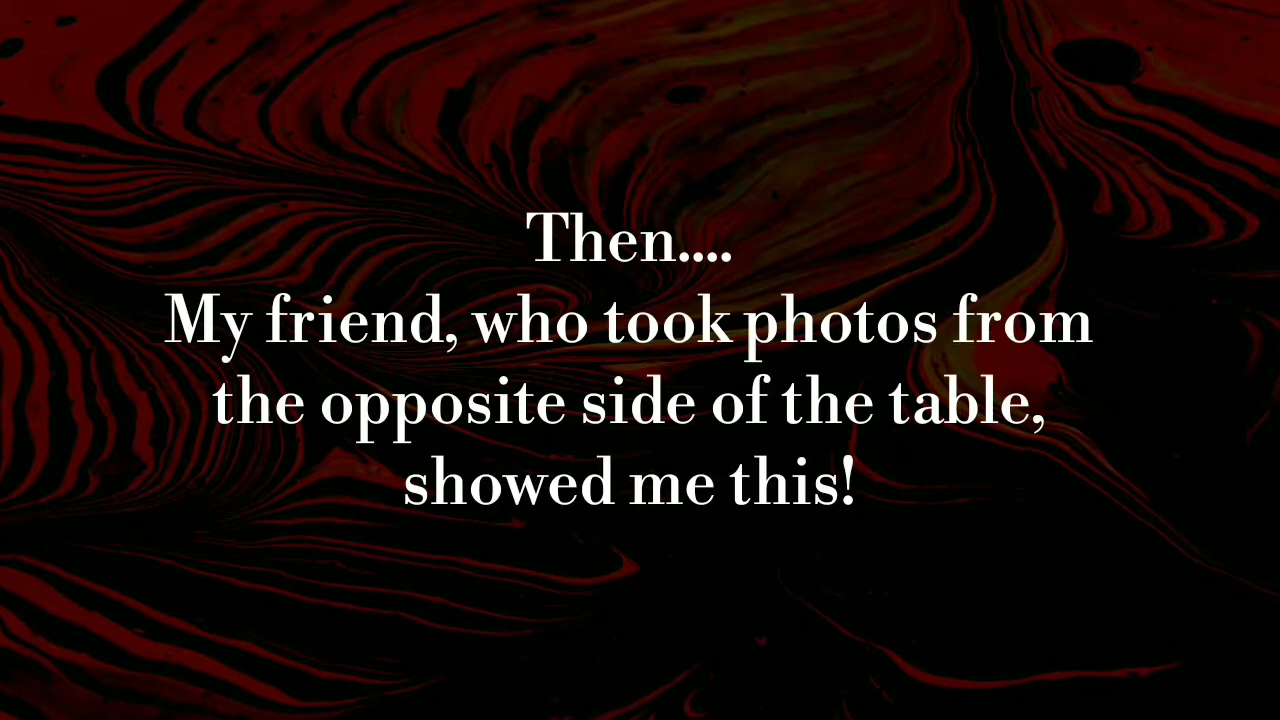 Then....
My friend, who took photos from
the opposite side of the table,
showed me this!